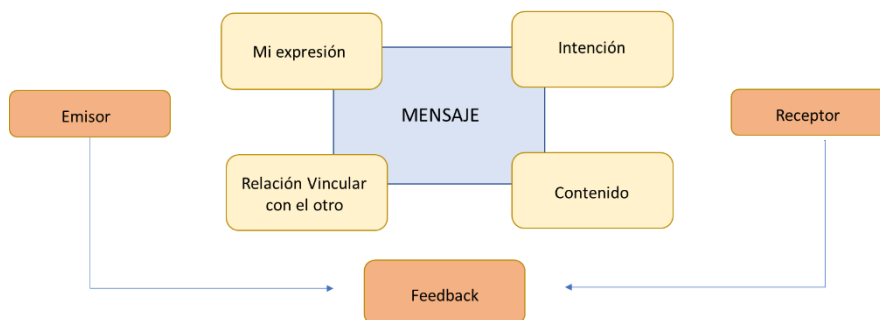 Mi expresión
Intención
Emisor
MENSAJE
Receptor
Relación Vincular
con el otro
Contenido
Feedback